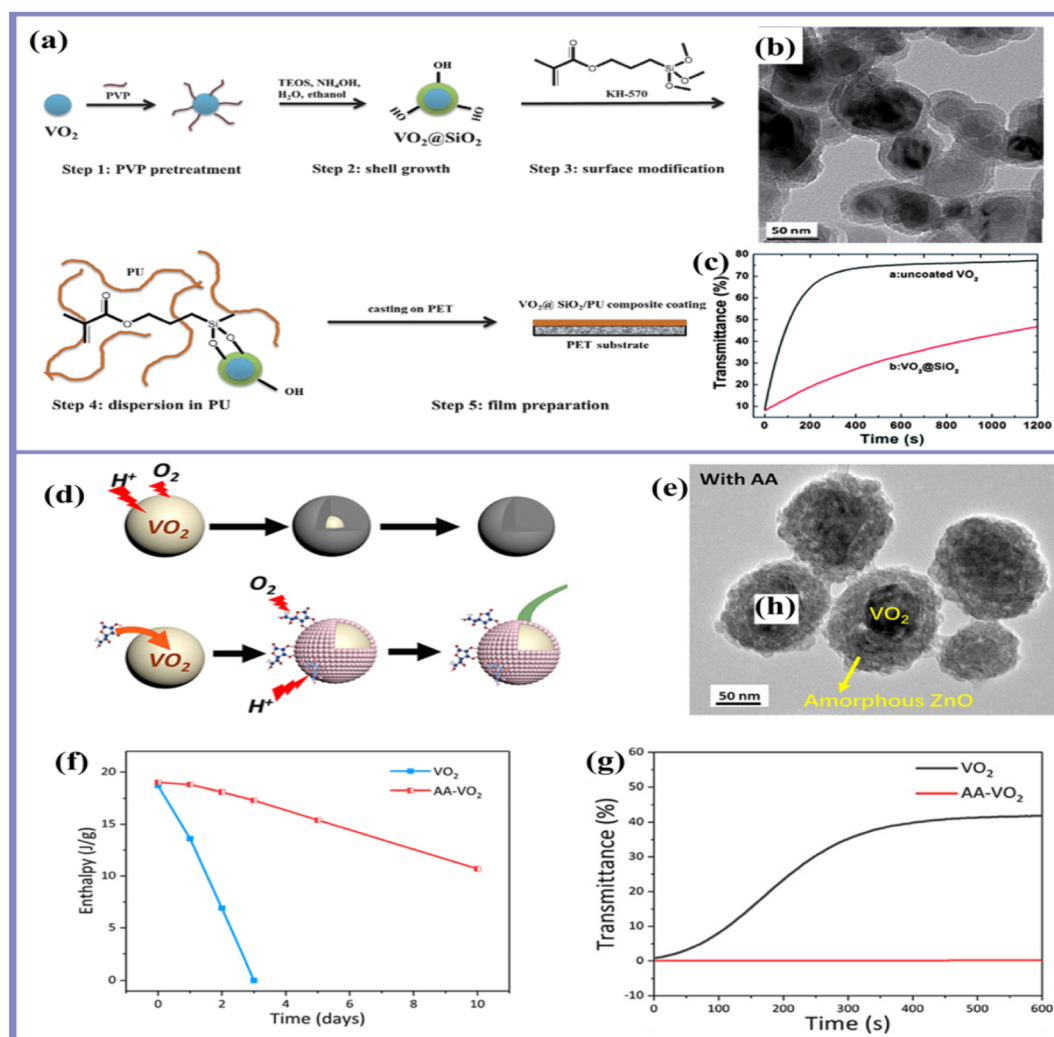 (a)
PVP
VO2
Step 1: PVP pretreatment
TEOS, NH4OH,
H2O, ethanol
OH
HO
HO
VO2@SiO2
Step 2: shell growth
O
O
Si
O
O
O
KH-570
Step 3: surface modification
(b)
50 nm
PU
O
O
Si
O
O
OH
Step 4: dispersion in PU
casting on PET
VO2@ SiO2/PU composite coating
PET substrate
Step 5: film preparation
(c)
Transmittance (%)
80
70
60
50
40
30
20
10
a:uncoated VO2
b:VO2@SiO2
0 200 400 600 800 1000 1200
Time (s)
(d)
H+ O2
VO2
O2
VO2
H+
(e)
With AA
(h)
VO2
Amorphous ZnO
50 nm
(f)
Enthalpy (J/g)
20
15
10
5
0
VO2
AA-VO2
0 2 4 6 8 10
Time (days)
(g)
Transmittance (%)
60
50
40
30
20
10
0
-10
VO2
AA-VO2
0 100 200 300 400 500 600
Time (s)